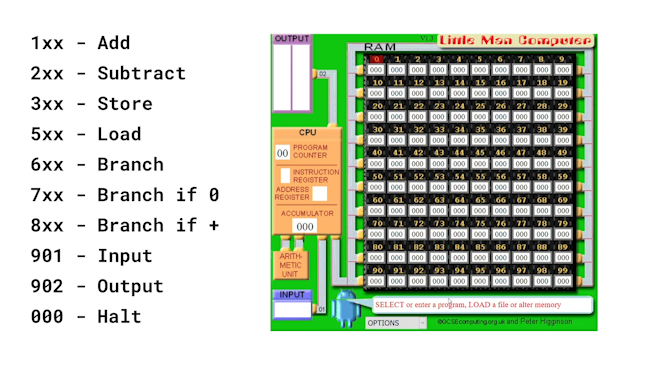 1xx - Add
2xx - Subtract
3xx - Store
5xx - Load
6xx - Branch
7xx - Branch if 0
8xx - Branch if +
901 - Input
902 - Output
000 - Halt
OUTPUT
02
CPU
00 PROGRAM
COUNTER
INSTRUCTION
REGISTER
ADDRESS
REGISTER
ACCUMULATOR
000
ARITH-
METIC
UNIT
INPUT
01
Little Man Computer
RAM
0 1 2 3 4 5 6 7 8 9
000 000 000 000 000 000 000 000 000 000
10 11 12 13 14 15 16 17 18 19
000 000 000 000 000 000 000 000 000 000
20 21 22 23 24 25 26 27 28 29
000 000 000 000 000 000 000 000 000 000
30 31 32 33 34 35 36 37 38 39
000 000 000 000 000 000 000 000 000 000
40 41 42 43 44 45 46 47 48 49
000 000 000 000 000 000 000 000 000 000
50 51 52 53 54 55 56 57 58 59
000 000 000 000 000 000 000 000 000 000
60 61 62 63 64 65 66 67 68 69
000 000 000 000 000 000 000 000 000 000
70 71 72 73 74 75 76 77 78 79
000 000 000 000 000 000 000 000 000 000
80 81 82 83 84 85 86 87 88 89
000 000 000 000 000 000 000 000 000 000
90 91 92 93 94 95 96 97 98 99
000 000 000 000 000 000 000 000 000 000
SELECT or enter a program, LOAD a file or alter memory
OPTIONS
©GCSEcomputing.org.uk and Peter Higginson